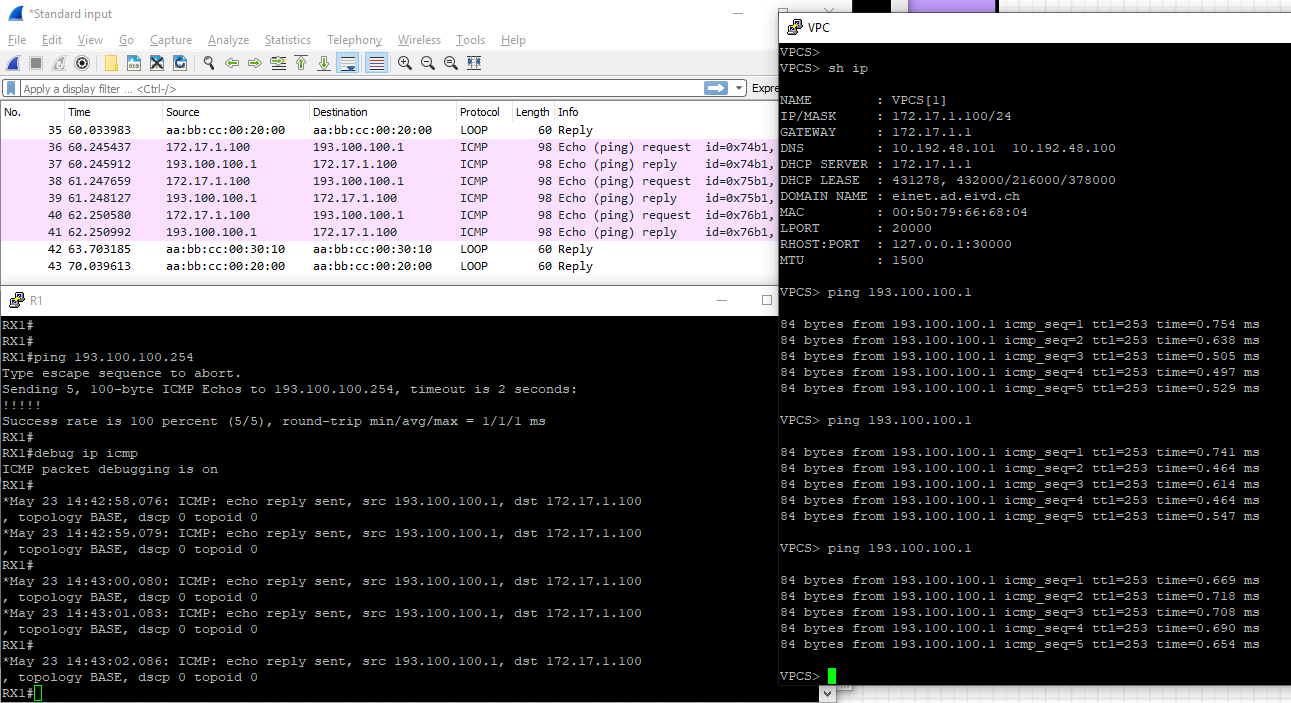 *Standard input
File Edit View Go Capture Analyze Statistics Telephony Wireless Tools Help
Apply a display filter ... <Ctrl-/>
Expre
No. Time Source Destination Protocol Length Info
35 60.033983 aa:bb:cc:00:20:00 aa:bb:cc:00:20:00 LOOP 60 Reply
36 60.245437 172.17.1.100 193.100.100.1 ICMP 98 Echo (ping) request id=0x74b1,
37 60.245912 193.100.100.1 172.17.1.100 ICMP 98 Echo (ping) reply id=0x74b1,
38 61.247659 172.17.1.100 193.100.100.1 ICMP 98 Echo (ping) request id=0x75b1,
39 61.248127 193.100.100.1 172.17.1.100 ICMP 98 Echo (ping) reply id=0x75b1,
40 62.250580 172.17.1.100 193.100.100.1 ICMP 98 Echo (ping) request id=0x76b1,
41 62.250992 193.100.100.1 172.17.1.100 ICMP 98 Echo (ping) reply id=0x76b1,
42 63.703185 aa:bb:cc:00:30:10 aa:bb:cc:00:30:10 LOOP 60 Reply
43 70.039613 aa:bb:cc:00:20:00 aa:bb:cc:00:20:00 LOOP 60 Reply
R1
RX1#
RX1#
RX1#ping 193.100.100.254
Type escape sequence to abort.
Sending 5, 100-byte ICMP Echos to 193.100.100.254, timeout is 2 seconds:
!!!!!
Success rate is 100 percent (5/5), round-trip min/avg/max = 1/1/1 ms
RX1#
RX1#debug ip icmp
ICMP packet debugging is on
RX1#
*May 23 14:42:58.076: ICMP: echo reply sent, src 193.100.100.1, dst 172.17.1.100
, topology BASE, dscp 0 topoid 0
*May 23 14:42:59.079: ICMP: echo reply sent, src 193.100.100.1, dst 172.17.1.100
, topology BASE, dscp 0 topoid 0
RX1#
*May 23 14:43:00.080: ICMP: echo reply sent, src 193.100.100.1, dst 172.17.1.100
, topology BASE, dscp 0 topoid 0
*May 23 14:43:01.083: ICMP: echo reply sent, src 193.100.100.1, dst 172.17.1.100
, topology BASE, dscp 0 topoid 0
RX1#
*May 23 14:43:02.086: ICMP: echo reply sent, src 193.100.100.1, dst 172.17.1.100
, topology BASE, dscp 0 topoid 0
RX1#
VPC
VPCS>
VPCS> sh ip
NAME : VPCS[1]
IP/MASK : 172.17.1.100/24
GATEWAY : 172.17.1.1
DNS : 10.192.48.101 10.192.48.100
DHCP SERVER : 172.17.1.1
DHCP LEASE : 431278, 432000/216000/378000
DOMAIN NAME : einet.ad.eivd.ch
MAC : 00:50:79:66:68:04
LPORT : 20000
RHOST:PORT : 127.0.0.1:30000
MTU : 1500
VPCS> ping 193.100.100.1
84 bytes from 193.100.100.1 icmp_seq=1 ttl=253 time=0.754 ms
84 bytes from 193.100.100.1 icmp_seq=2 ttl=253 time=0.638 ms
84 bytes from 193.100.100.1 icmp_seq=3 ttl=253 time=0.505 ms
84 bytes from 193.100.100.1 icmp_seq=4 ttl=253 time=0.497 ms
84 bytes from 193.100.100.1 icmp_seq=5 ttl=253 time=0.529 ms
VPCS> ping 193.100.100.1
84 bytes from 193.100.100.1 icmp_seq=1 ttl=253 time=0.741 ms
84 bytes from 193.100.100.1 icmp_seq=2 ttl=253 time=0.464 ms
84 bytes from 193.100.100.1 icmp_seq=3 ttl=253 time=0.614 ms
84 bytes from 193.100.100.1 icmp_seq=4 ttl=253 time=0.464 ms
84 bytes from 193.100.100.1 icmp_seq=5 ttl=253 time=0.547 ms
VPCS> ping 193.100.100.1
84 bytes from 193.100.100.1 icmp_seq=1 ttl=253 time=0.669 ms
84 bytes from 193.100.100.1 icmp_seq=2 ttl=253 time=0.718 ms
84 bytes from 193.100.100.1 icmp_seq=3 ttl=253 time=0.708 ms
84 bytes from 193.100.100.1 icmp_seq=4 ttl=253 time=0.690 ms
84 bytes from 193.100.100.1 icmp_seq=5 ttl=253 time=0.654 ms
VPCS>